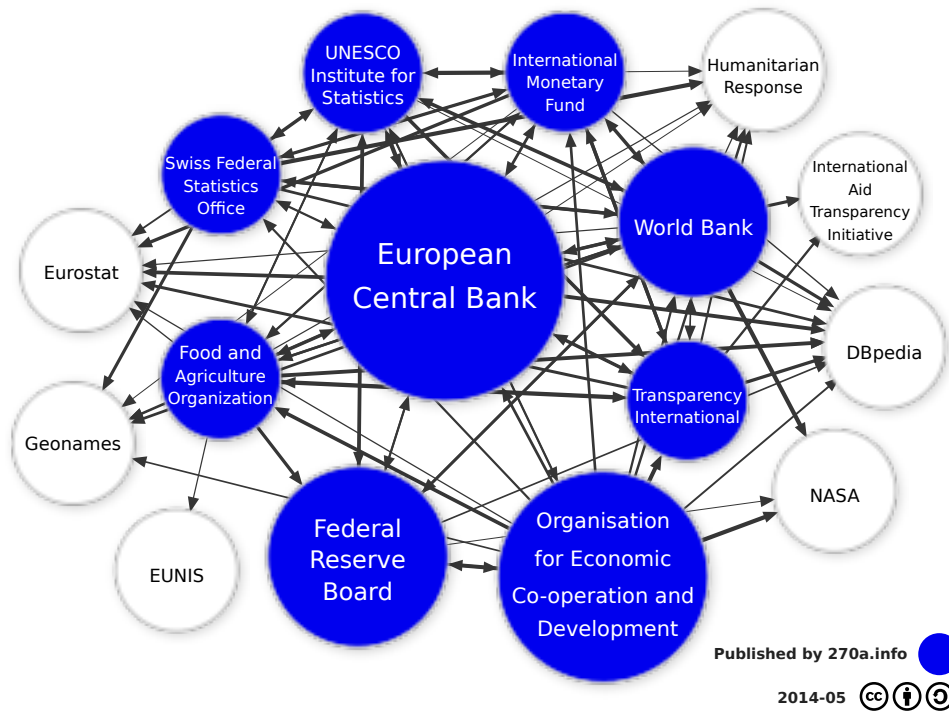 UNESCO
Institute for
Statistics
International
Monetary
Fund
Humanitarian
Response
Swiss Federal
Statistics
Office
International
Aid
Transparency
Initiative
World Bank
European
Central Bank
Eurostat
DBpedia
Food and
Agriculture
Organization
Transparency
International
Geonames
NASA
Federal
Reserve
Board
Organisation
for Economic
Co-operation and
Development
EUNIS
Published by 270a.info
2014-05
cc